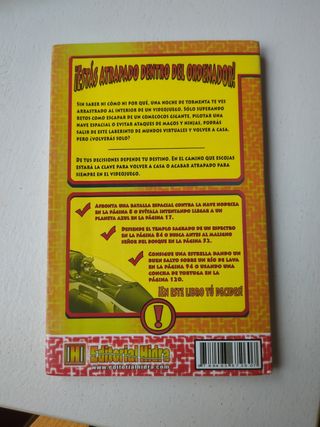 ¡¡ESTÁS ATRAPADO DENTRO DEL ORDENADOR!
SIN SABER NI CÓMO NI POR QUÉ, UNA NOCHE DE TORMENTA TE VES
ARRASTRADO AL INTERIOR DE UN VIDEOJUEGO. SÓLO SUPERANDO
RETOS COMO ESCAPAR DE UN COMECOCOS GIGANTE, PILOTAR UNA
NAVE ESPACIAL O EVITAR ATAQUES DE MAGOS Y NINJAS, PODRÁS
SALIR DE ESTE LABERINTO DE MUNDOS VIRTUALES Y VOLVER A CASA.
PERO ¿VOLVERÁS SOLO?
DE TUS DECISIONES DEPENDE TU DESTINO. EN EL CAMINO QUE ESCOJAS
ESTARÁ LA CLAVE PARA VOLVER A CASA O ACABAR ATRAPADO PARA
SIEMPRE EN EL VIDEOJUEGO.
AFRONTA UNA BATALLA ESPACIAL CONTRA LA NAVE NODRIZA
EN LA PÁGINA 8 O EVÍTALA INTENTANDO LLEGAR A UN
PLANETA AZUL EN LA PÁGINA 17.
DEFIENDE EL TEMPLO SAGRADO DE UN ESPECTRO
EN LA PÁGINA 84 O BUSCA ANTES AL MALIGNO
SEÑOR DEL BOSQUE EN LA PÁGINA 52.
CONSIGUE UNA ESTRELLA DANDO UN
BUEN SALTO SOBRE UN RÍO DE LAVA
EN LA PÁGINA 94 O USANDO UNA
CONCHA DE TORTUGA EN LA PÁGINA
120.
¡EN ESTE LIBRO TÚ DECIDES!
!
H Editorial Hidra
www.editorialhidra.com